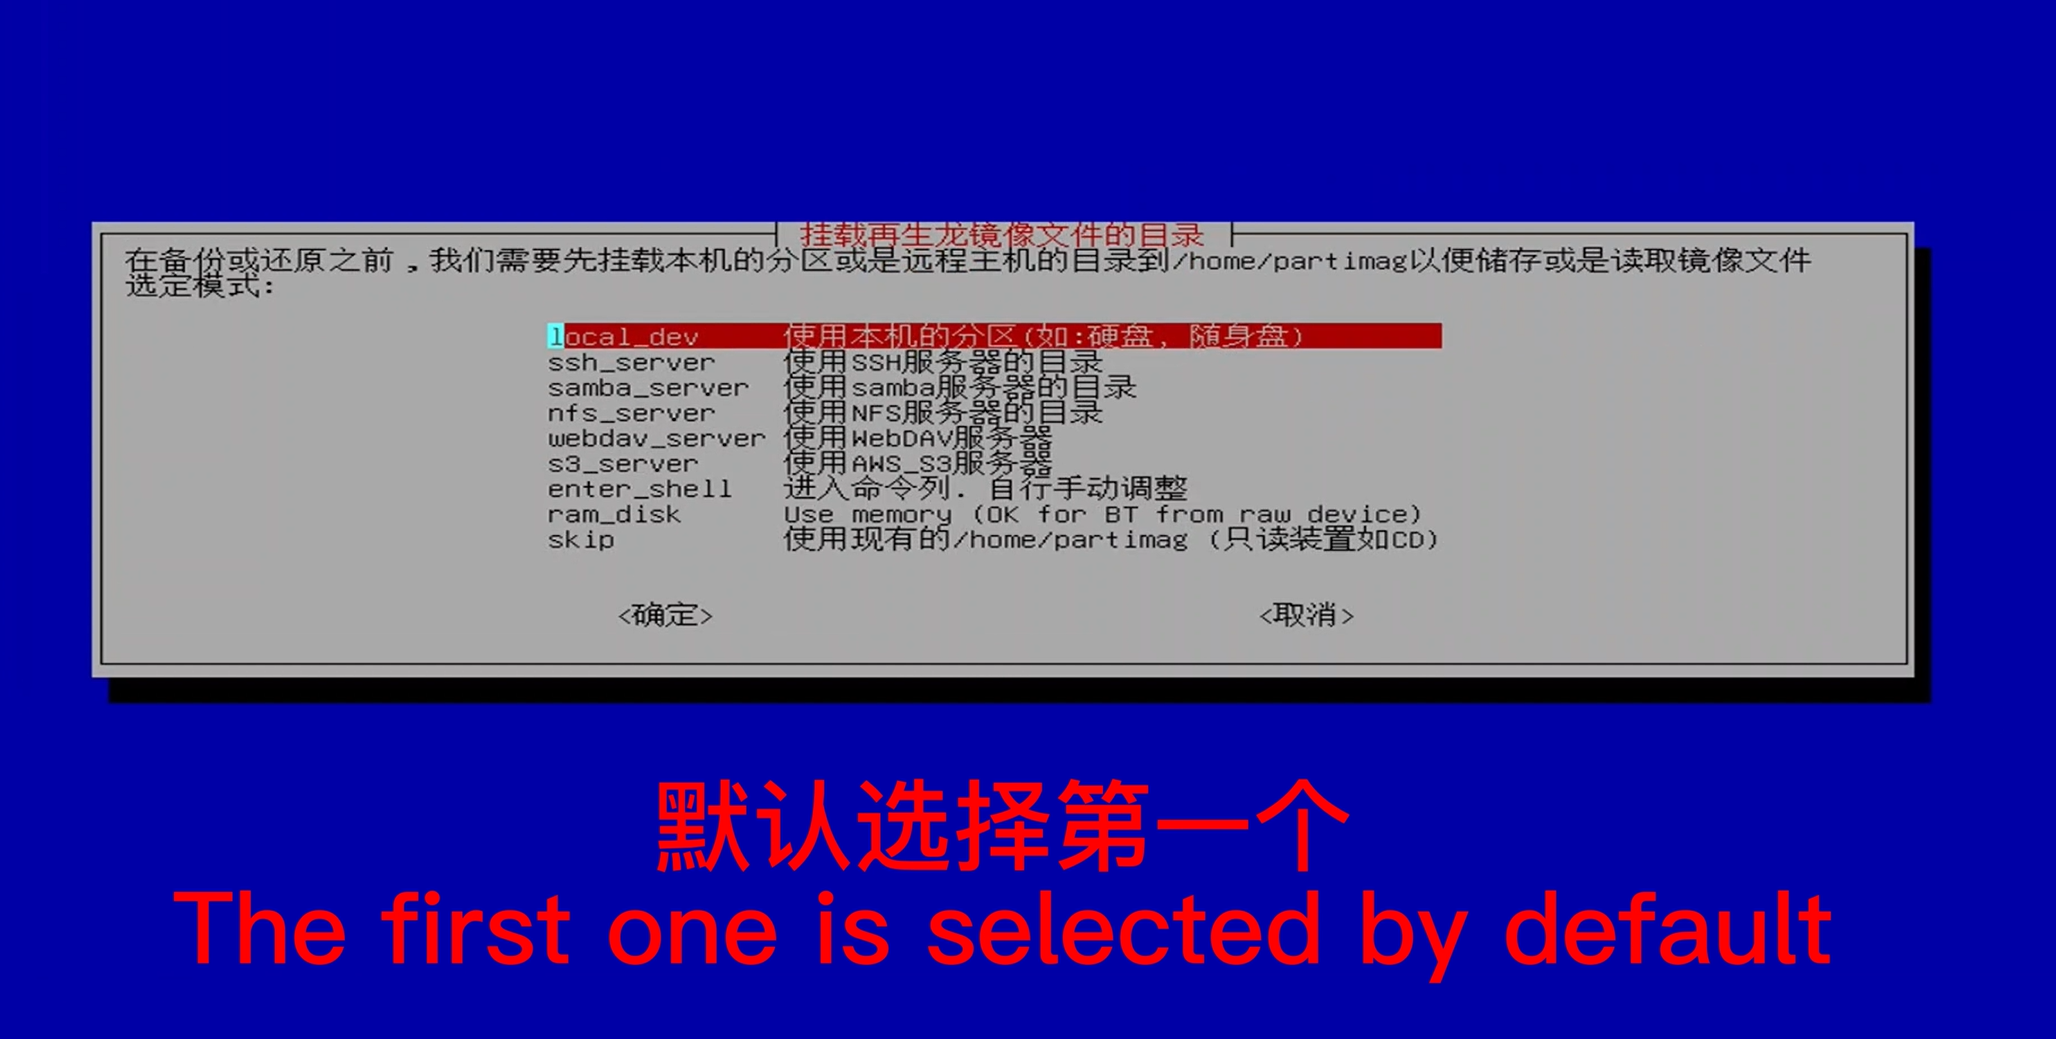 挂载再生龙镜像文件的目录
在备份或还原之前，我们需要先挂载本机的分区或是远程主机的目录到/home/partimag以便储存或是读取镜像文件
选定模式:
local_dev 使用本机的分区(如:硬盘, 随身盘)
ssh_server 使用SSH服务器的目录
samba_server 使用samba服务器的目录
nfs_server 使用NFS服务器的目录
webdav_server 使用WebDAV服务器
s3_server 使用AWS_S3服务器
enter_shell 进入命令列. 自行手动调整
ram_disk Use memory (OK for BT from raw device)
skip 使用现有的/home/partimag (只读装置如CD)
<确定> <取消>
默认选择第一个
The first one is selected by default